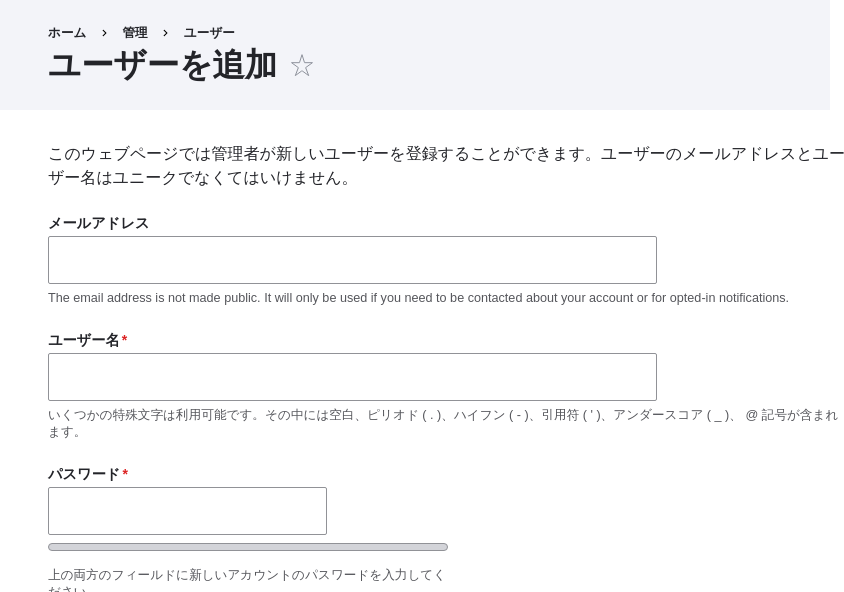 ホーム › 管理 › ユーザー
ユーザーを追加 ☆
このウェブページでは管理者が新しいユーザーを登録することができます。ユーザーのメールアドレスとユー
ザー名はユニークでなくてはいけません。
メールアドレス
The email address is not made public. It will only be used if you need to be contacted about your account or for opted-in notifications.
ユーザー名*
いくつかの特殊文字は利用可能です。その中には空白、ピリオド ( . )、ハイフン ( - )、引用符 ( ' )、アンダースコア ( _ )、 @ 記号が含まれ
ます。
パスワード*
上の両方のフィールドに新しいアカウントのパスワードを入力してく
ださい